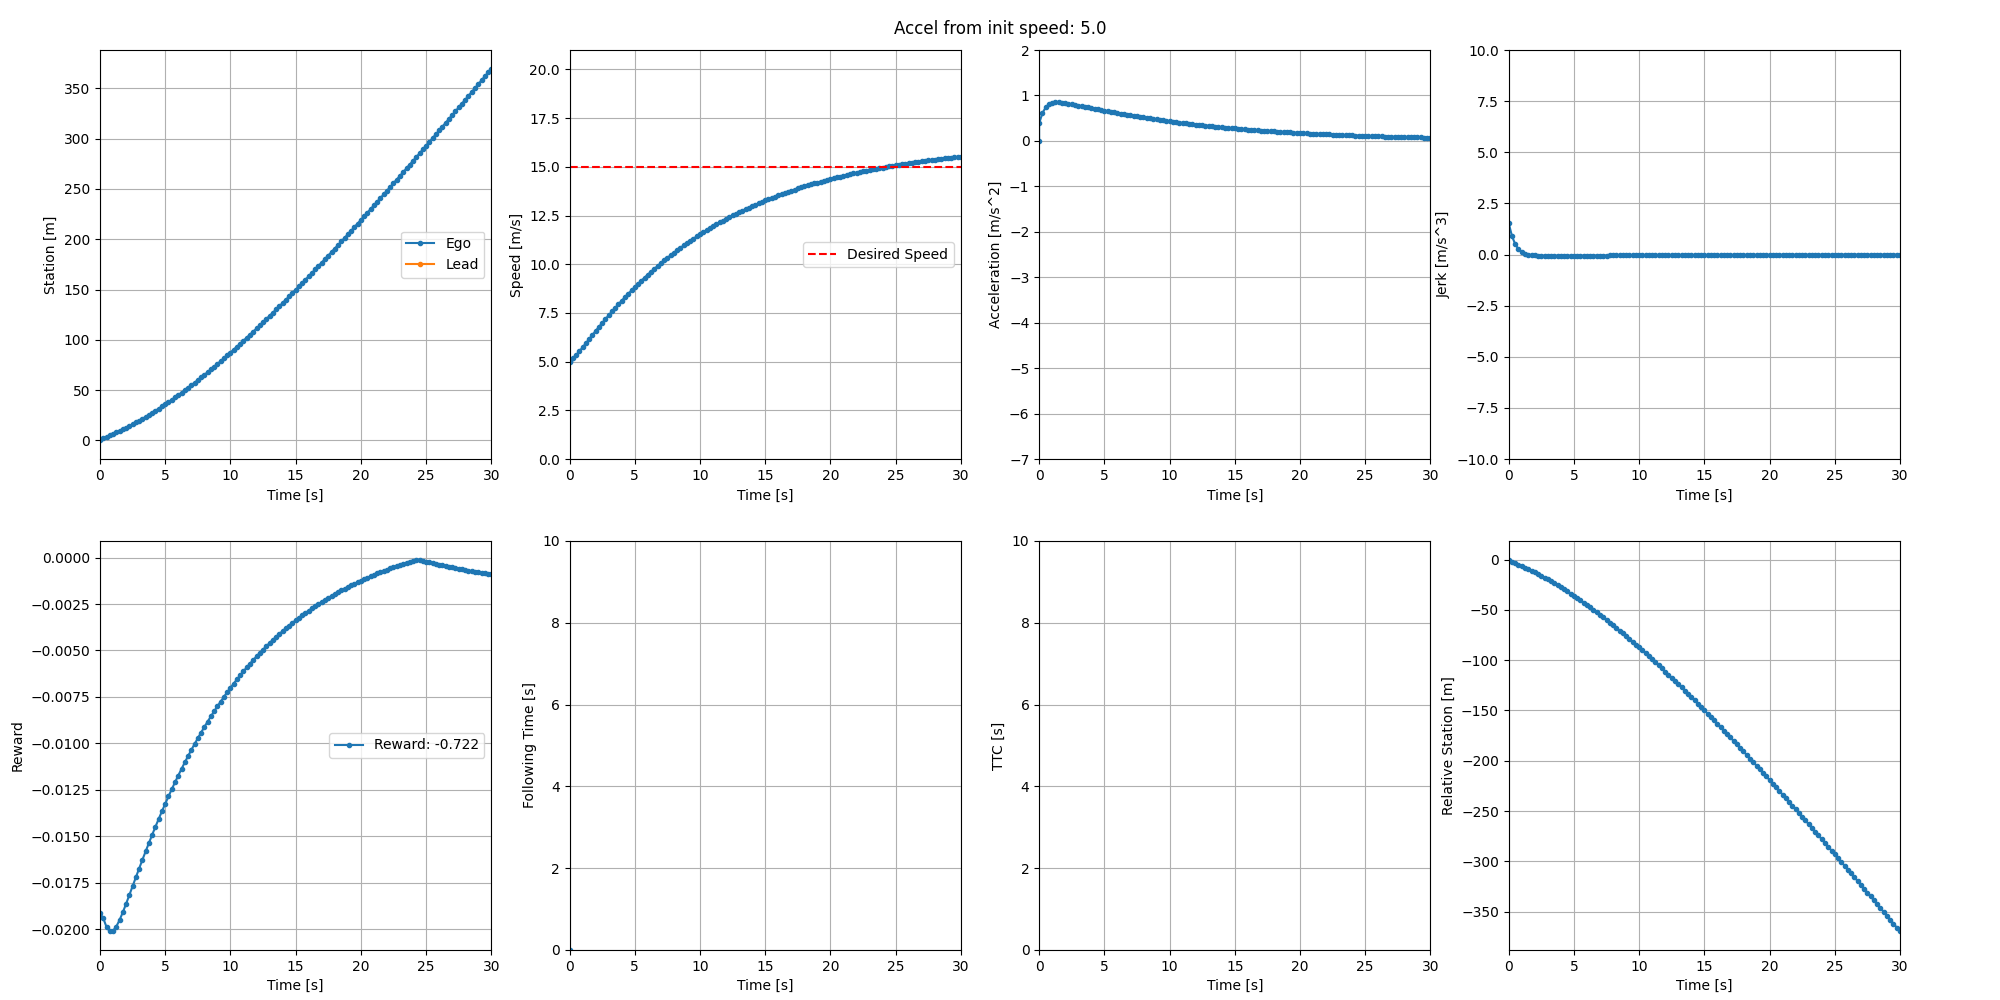 Accel from init speed: 5.0
Station [m]
350
300
250
200
150
100
50
0
Ego
Lead
0 5 10 15 20 25 30
Time [s]
Speed [m/s]
20.0
17.5
15.0
12.5
10.0
7.5
5.0
2.5
0.0
Desired Speed
0 5 10 15 20 25 30
Time [s]
Acceleration [m/s^2]
2
1
0
−1
−2
−3
−4
−5
−6
−7
0 5 10 15 20 25 30
Time [s]
Jerk [m/s^3]
10.0
7.5
5.0
2.5
0.0
−2.5
−5.0
−7.5
−10.0
0 5 10 15 20 25 30
Time [s]
Reward
0.0000
−0.0025
−0.0050
−0.0075
−0.0100
−0.0125
−0.0150
−0.0175
−0.0200
Reward: -0.722
0 5 10 15 20 25 30
Time [s]
Following Time [s]
10
8
6
4
2
0
0 5 10 15 20 25 30
Time [s]
TTC [s]
10
8
6
4
2
0
0 5 10 15 20 25 30
Time [s]
Relative Station [m]
0
−50
−100
−150
−200
−250
−300
−350
0 5 10 15 20 25 30
Time [s]